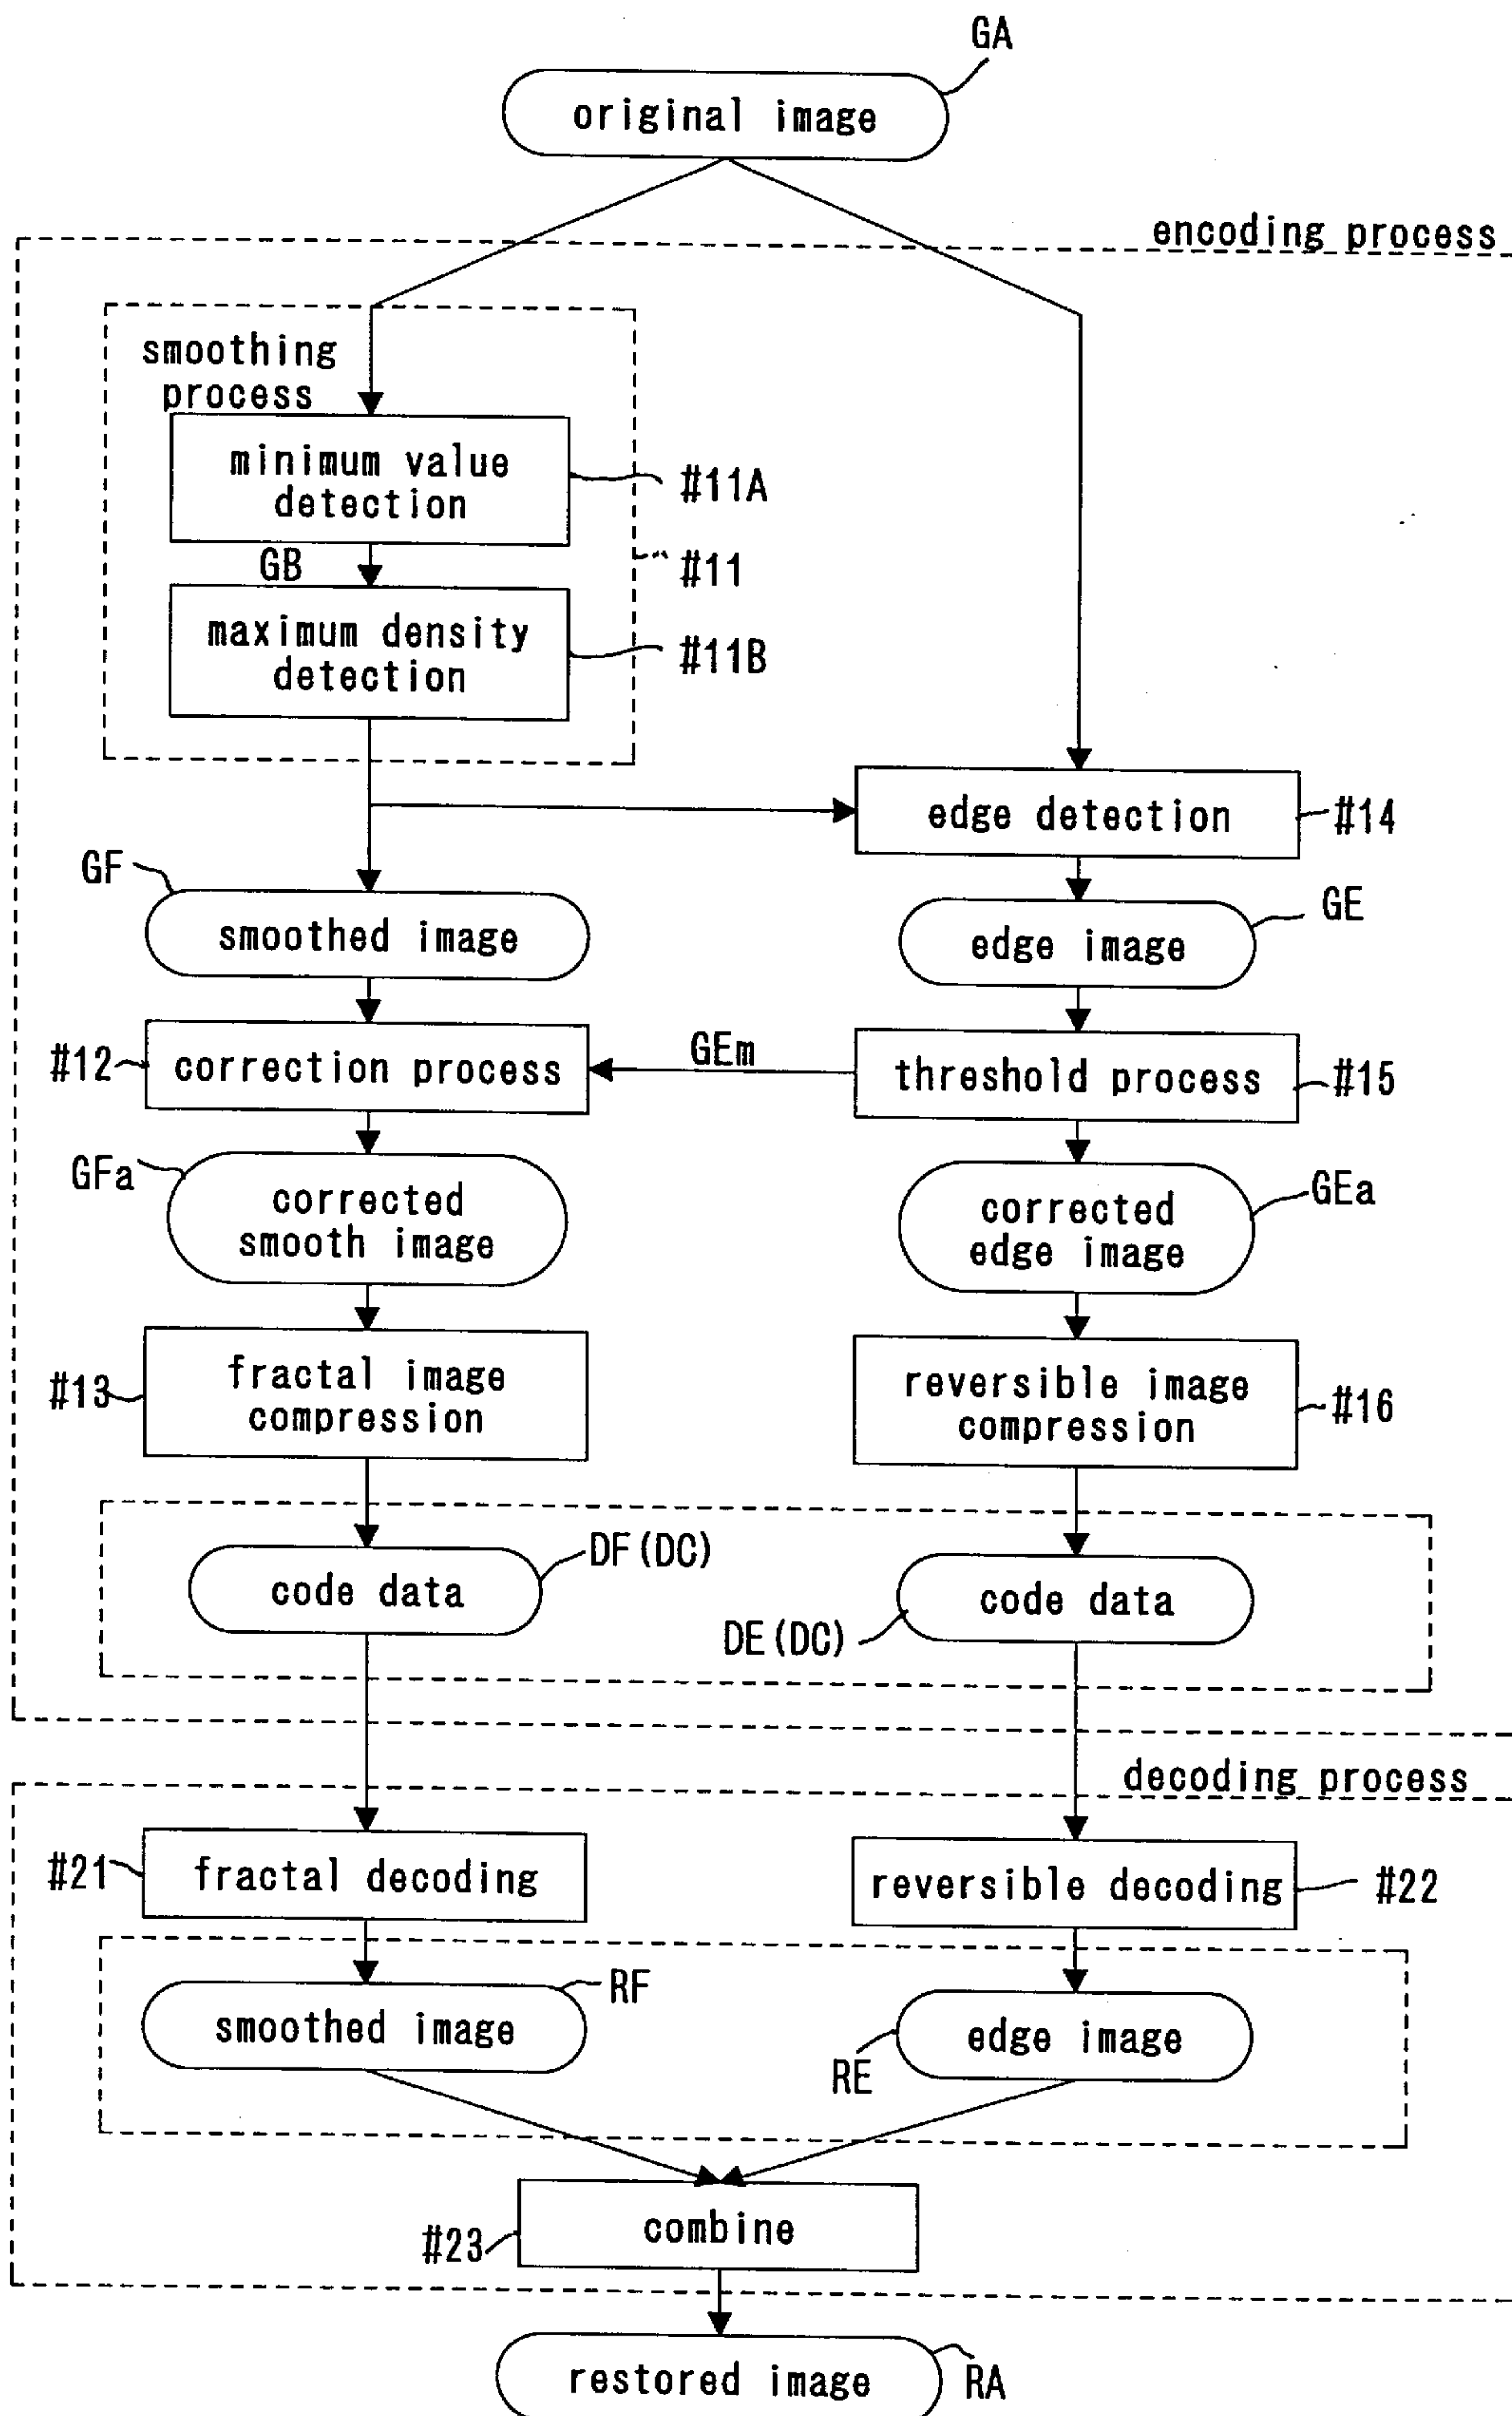 GA
original image
encoding process
smoothing
process
minimum value
detection
#11A
GB
#11
maximum density
detection
#11B
edge detection
#14
GF
smoothed image
GE
edge image
#12
correction process
GEm
threshold process
#15
GFa
corrected
smooth image
GEa
corrected
edge image
#13
fractal image
compression
reversible image
compression
#16
DF(DC)
code data
DE(DC)
code data
decoding process
#21
fractal decoding
reversible decoding
#22
RF
smoothed image
RE
edge image
#23
combine
restored image
RA